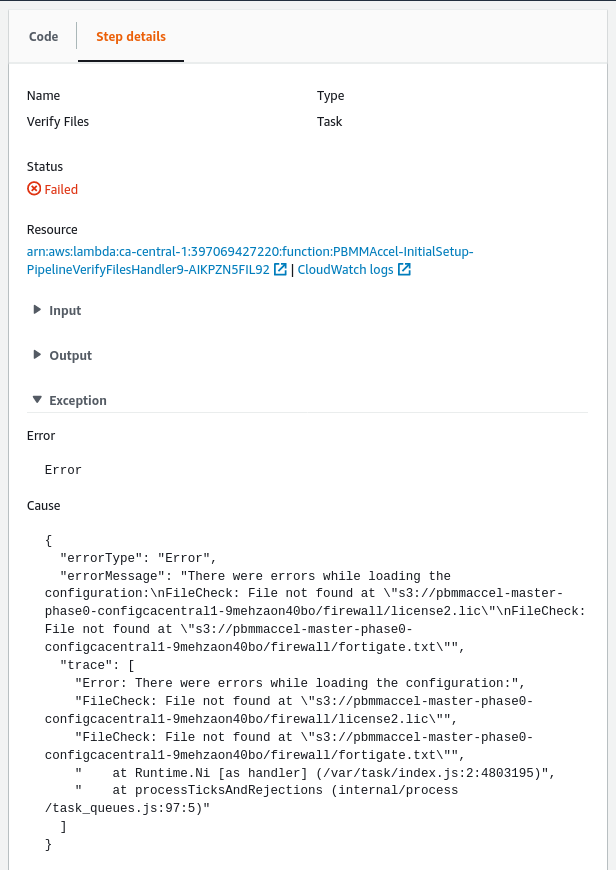 Code
Step details
Name
Type
Verify Files
Task
Status
Failed
Resource
arn:aws:lambda:ca-central-1:397069427220:function:PBMMAccel-InitialSetup-
PipelineVerifyFilesHandler9-AIKPZN5FIL92 | CloudWatch logs
Input
Output
Exception
Error
Error
Cause
{
  "errorType": "Error",
  "errorMessage": "There were errors while loading the
configuration:\nFileCheck: File not found at \"s3://pbmmaccel-master-
phase0-configcacentral1-9mehzaon40bo/firewall/license2.lic\"\nFileCheck:
File not found at \"s3://pbmmaccel-master-phase0-
configcacentral1-9mehzaon40bo/firewall/fortigate.txt\"",
  "trace": [
    "Error: There were errors while loading the configuration:",
    "FileCheck: File not found at \"s3://pbmmaccel-master-phase0-
configcacentral1-9mehzaon40bo/firewall/license2.lic\"",
    "FileCheck: File not found at \"s3://pbmmaccel-master-phase0-
configcacentral1-9mehzaon40bo/firewall/fortigate.txt\"",
    "    at Runtime.Ni [as handler] (/var/task/index.js:2:4803195)",
    "    at processTicksAndRejections (internal/process
/task_queues.js:97:5)"
  ]
}